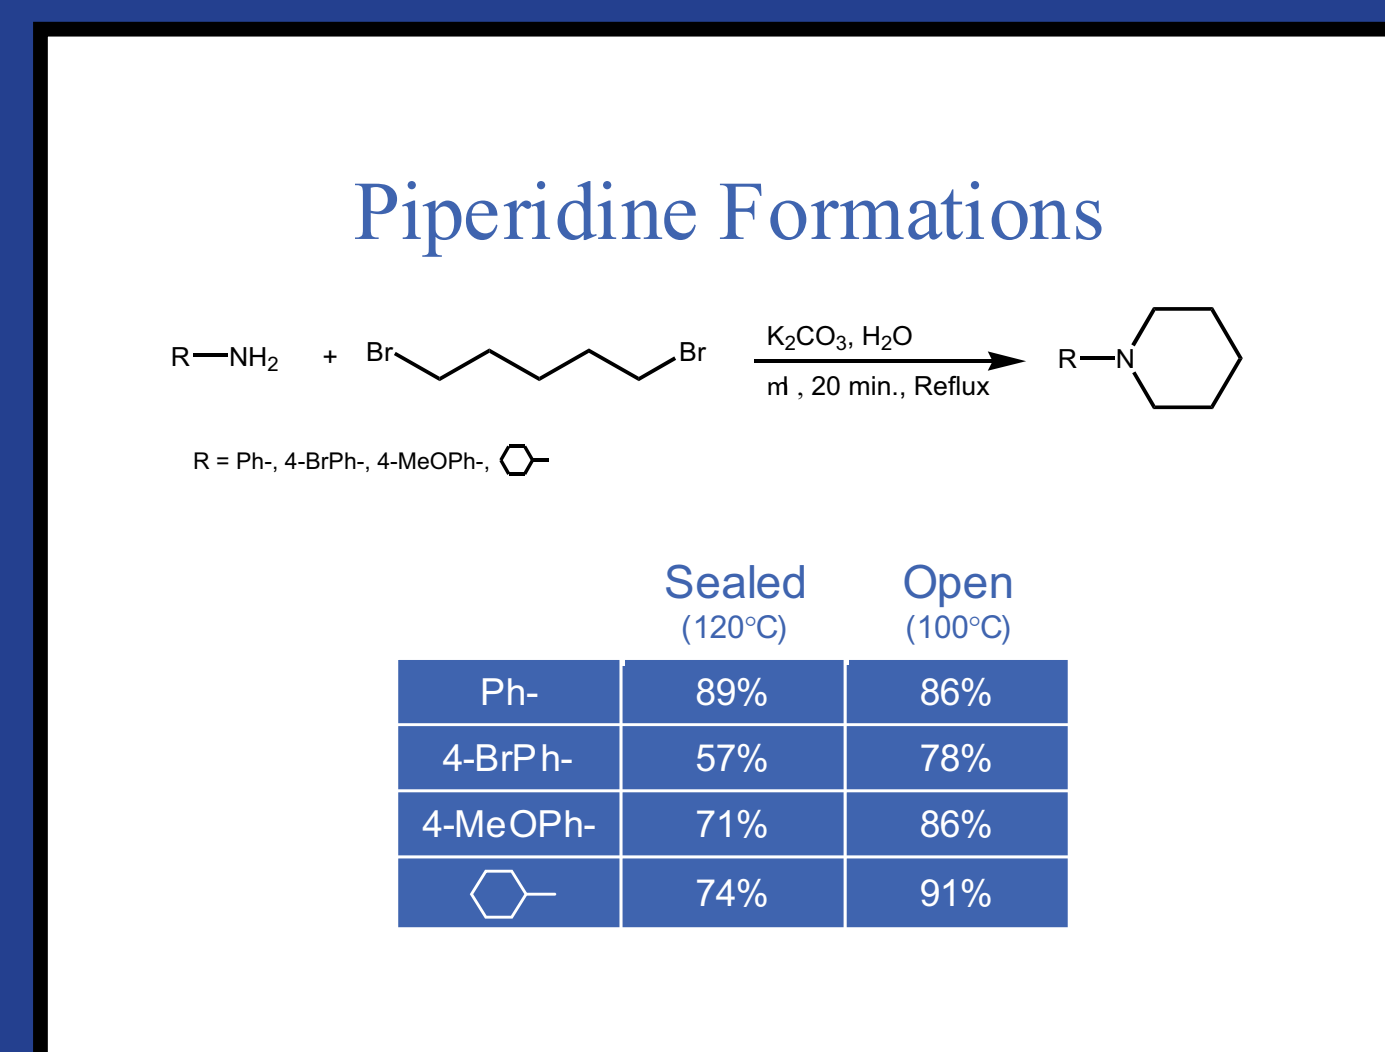 Piperidine Formations
R—NH₂ + Br Br K₂CO₃, H₂O R—N
ml , 20 min., Reflux
R = Ph-, 4-BrPh-, 4-MeOPh-,
Sealed Open
(120°C) (100°C)
Ph- 89% 86%
4-BrPh- 57% 78%
4-MeOPh- 71% 86%
74% 91%